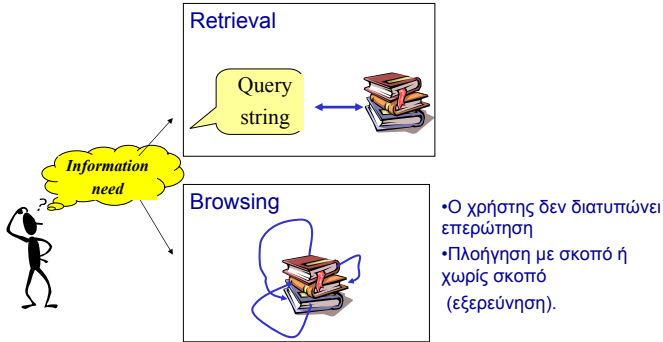 Retrieval
Query
string
Information
need
?
Browsing
•Ο χρήστης δεν διατυπώνει
επερώτηση
•Πλοήγηση με σκοπό ή
χωρίς σκοπό
(εξερεύνηση).